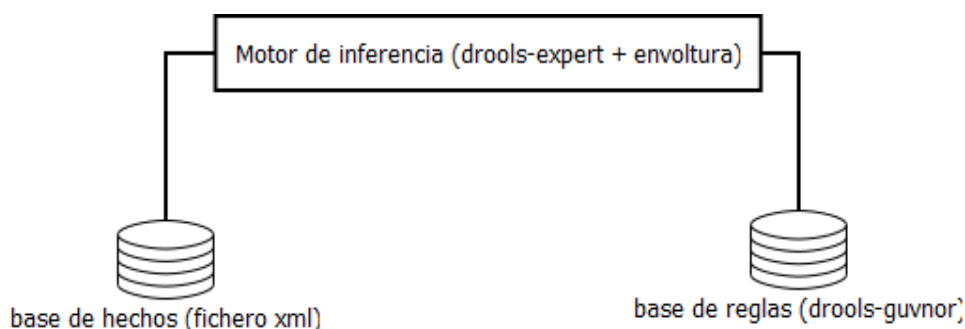 Motor de inferencia (drools-expert + envoltura)
base de hechos (fichero xml)
base de reglas (drools-guvnor)